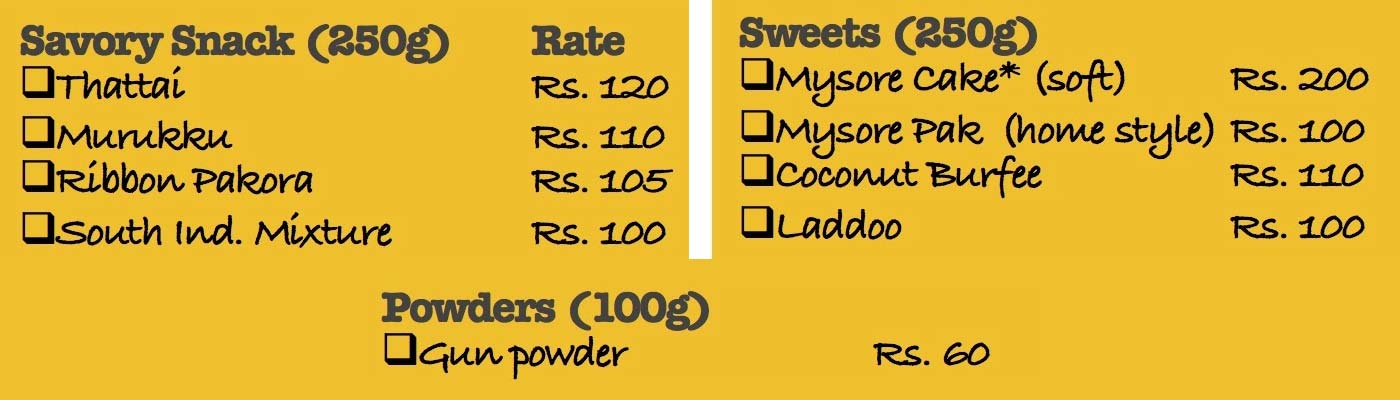 Savory Snack (250g) Rate
❑Thattai Rs. 120
❑Murukku Rs. 110
❑Ribbon Pakora Rs. 105
❑South Ind. Mixture Rs. 100
Sweets (250g)
❑Mysore Cake* (soft) Rs. 200
❑Mysore Pak (home style) Rs. 100
❑Coconut Burfee Rs. 110
❑Laddoo Rs. 100
Powders (100g)
❑Gun powder Rs. 60